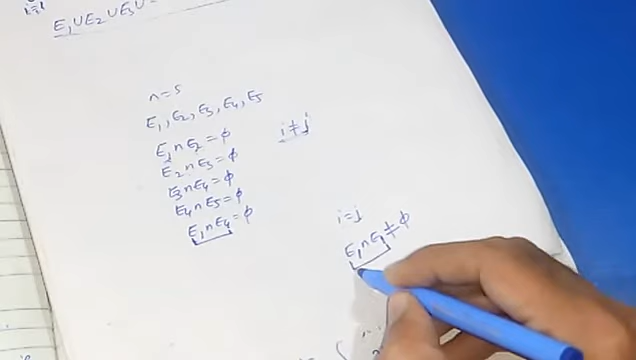 i=1
E₁∪E₂∪E₃∪-
n=5
E₁, E₂, E₃, E₄, E₅
E₁∩E₂=ϕ
i≠j
E₂∩E₃=ϕ
E₃∩E₄=ϕ
E₄∩E₅=ϕ
E₁∩E₄=ϕ
i=j
E₁∩E₁≠ϕ